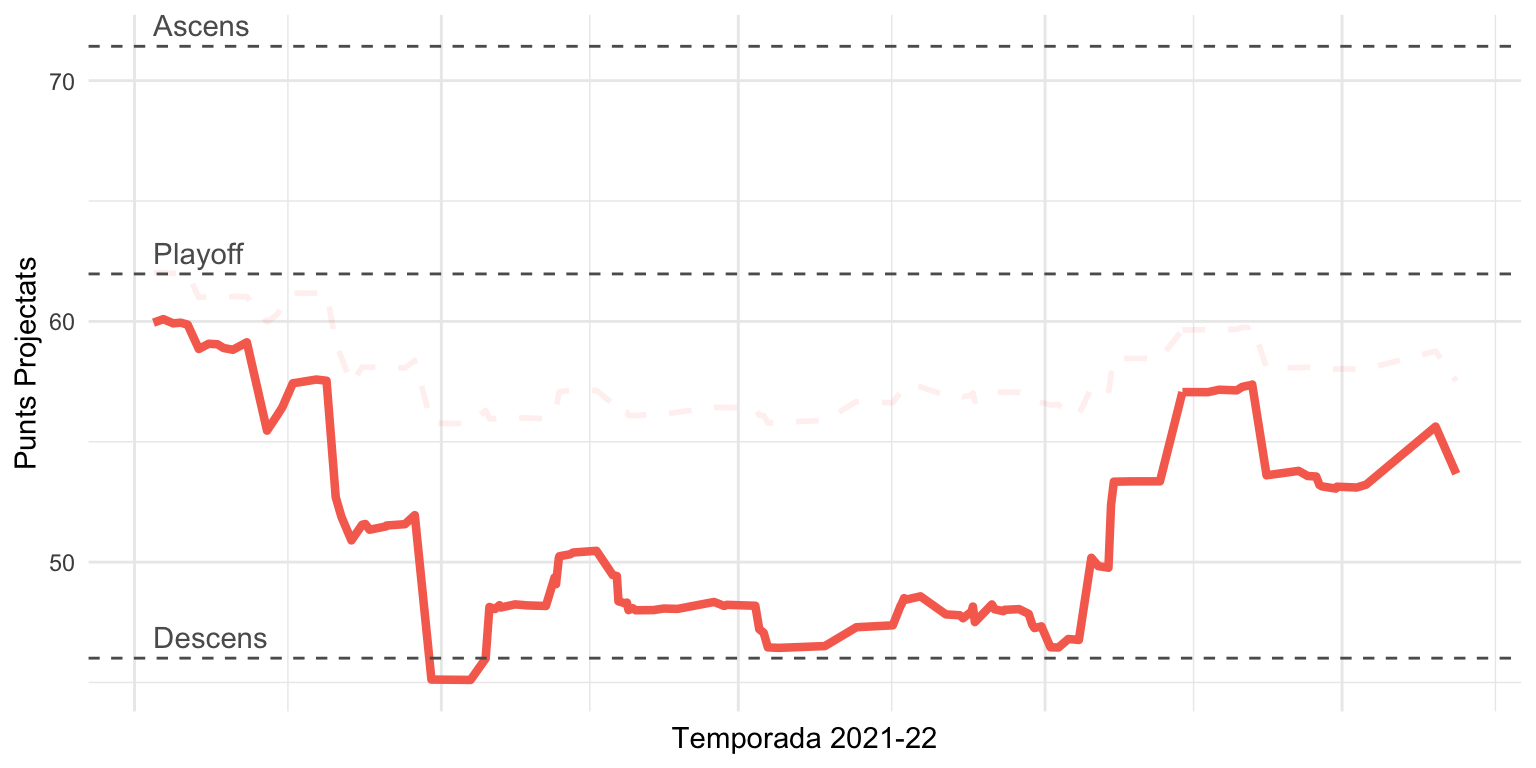 Ascens
70
Playoff
60
Punts Projectats
50
Descens
Temporada 2021-22